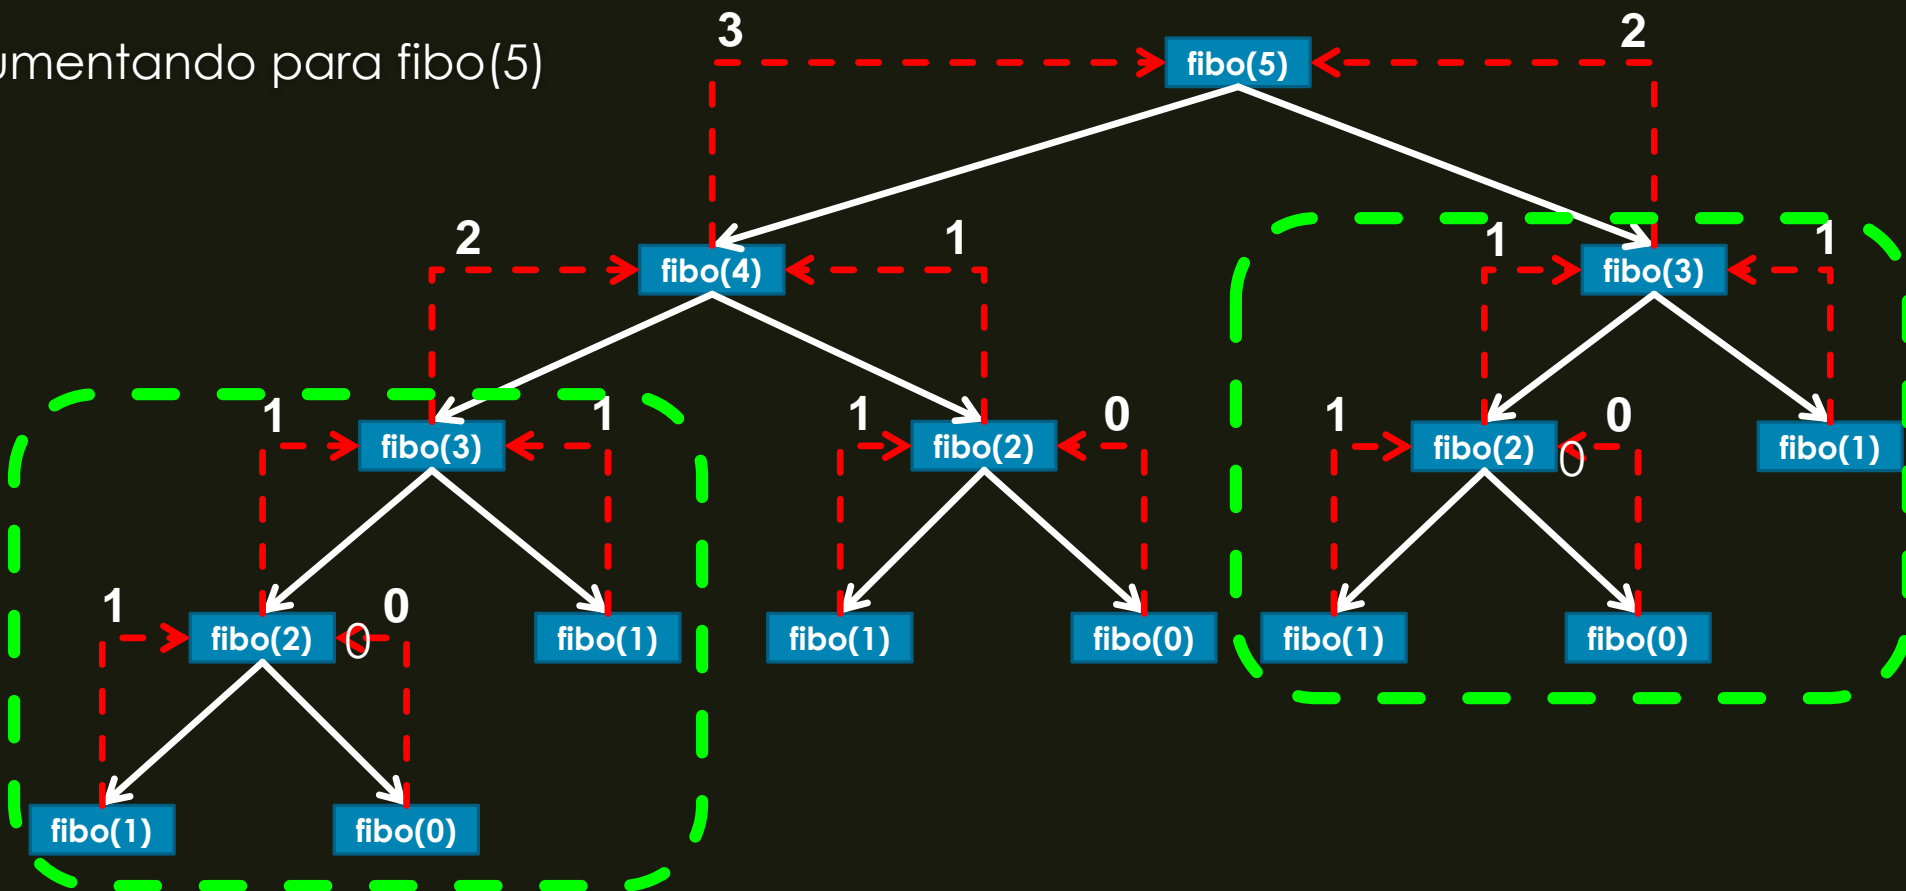 umentando para fibo(5)
3
2
fibo(5)
2
1
1
1
fibo(4)
fibo(3)
1
1
1
0
1
0
fibo(3)
fibo(2)
fibo(2)
0
fibo(1)
1
0
fibo(2)
0
fibo(1)
fibo(1)
fibo(0)
fibo(1)
fibo(0)
fibo(1)
fibo(0)